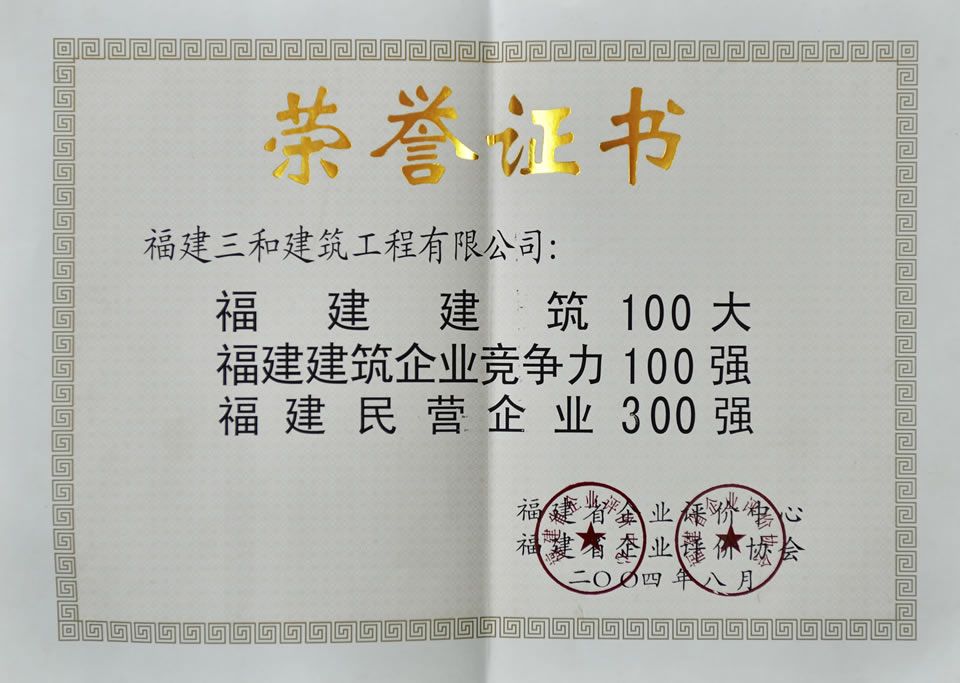 荣誉证书
福建三和建筑工程有限公司：
福建建筑100大
福建建筑企业竞争力100强
福建民营企业300强
福建省企业评价中心
福建省企业评价协会
二〇〇四年八月